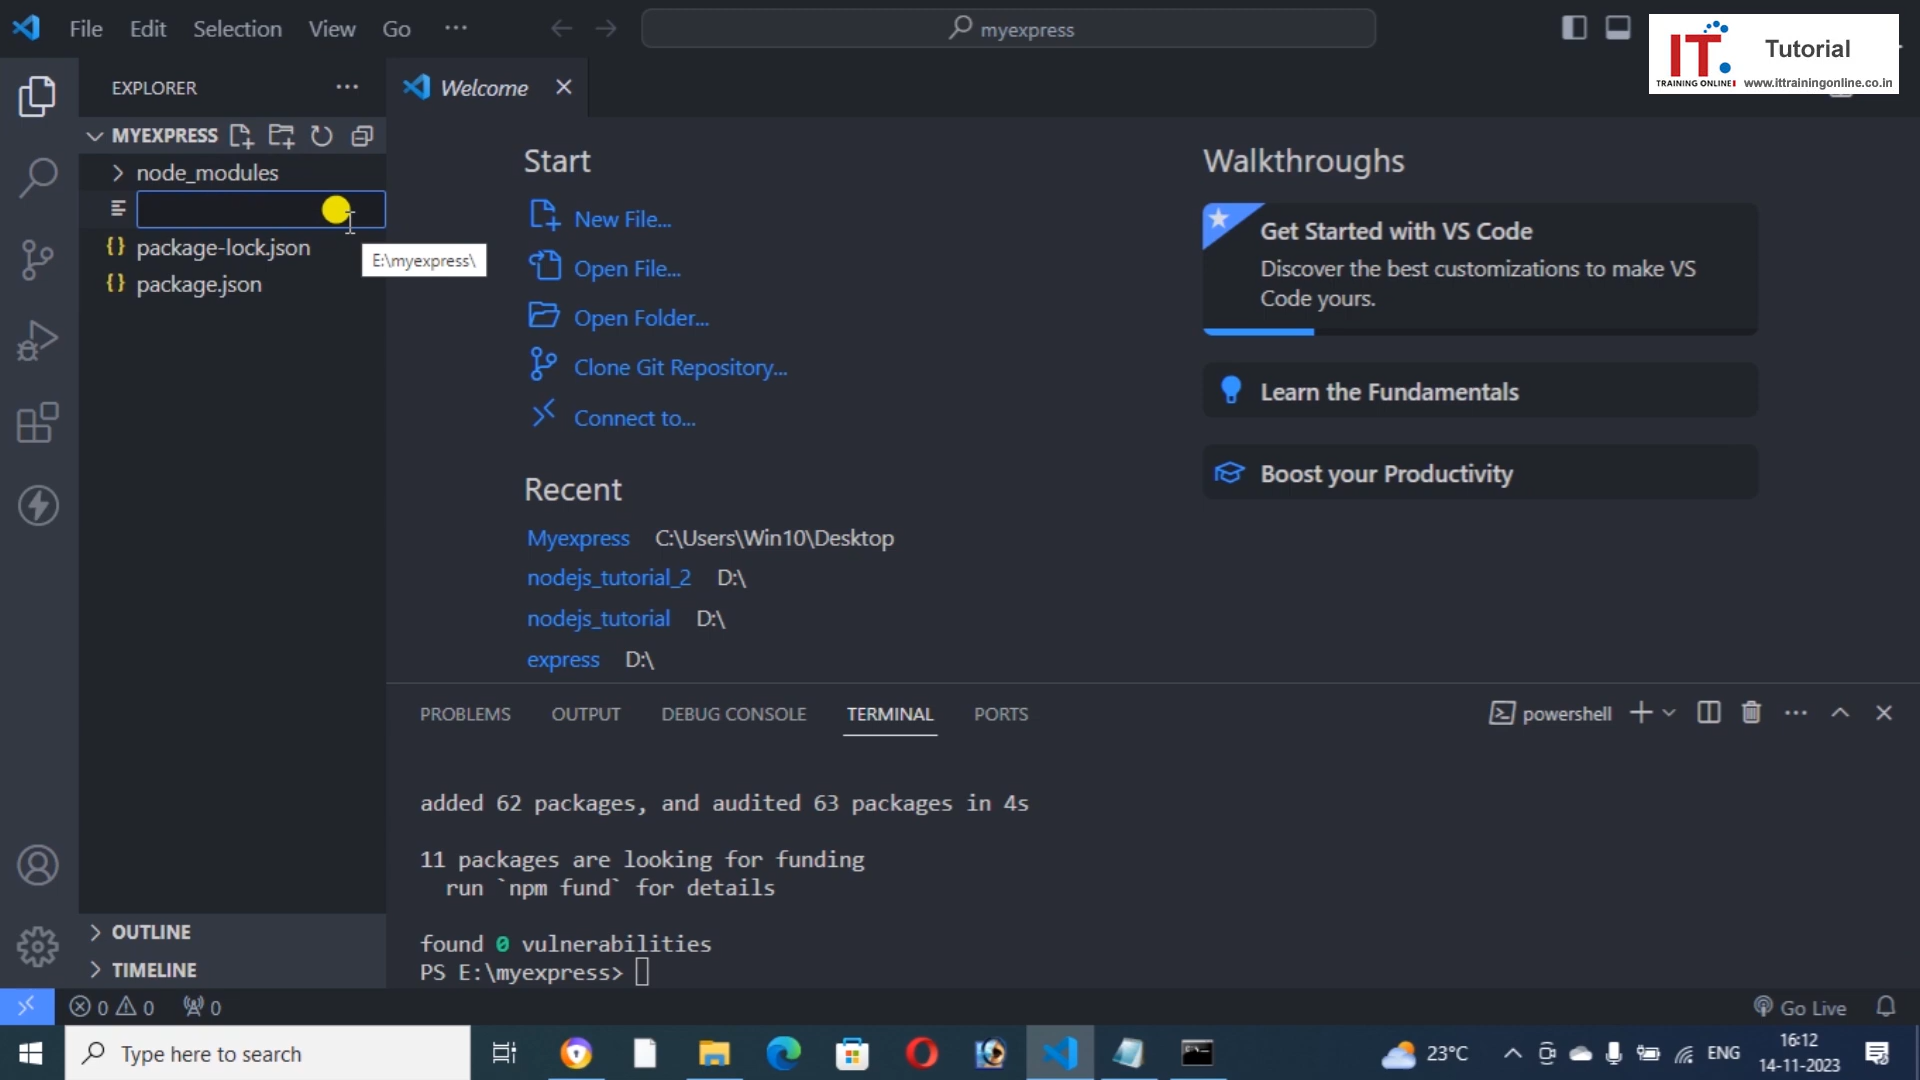 File Edit Selection View Go ···
myexpress
IT.
Tutorial
TRAINING ONLINE! www.ittrainingonline.co.in
EXPLORER
Welcome
MYEXPRESS
node_modules
package-lock.json
package.json
E:\myexpress\
Start
New File...
Open File...
Open Folder...
Clone Git Repository...
Connect to...
Recent
Myexpress C:\Users\Win10\Desktop
nodejs_tutorial_2 D:\
nodejs_tutorial D:\
express D:\
Walkthroughs
Get Started with VS Code
Discover the best customizations to make VS
Code yours.
Learn the Fundamentals
Boost your Productivity
PROBLEMS OUTPUT DEBUG CONSOLE TERMINAL PORTS
powershell
added 62 packages, and audited 63 packages in 4s
11 packages are looking for funding
run `npm fund` for details
found 0 vulnerabilities
PS E:\myexpress>
OUTLINE
TIMELINE
0 0 0
Go Live
Type here to search
23°C
ENG
16:12
14-11-2023